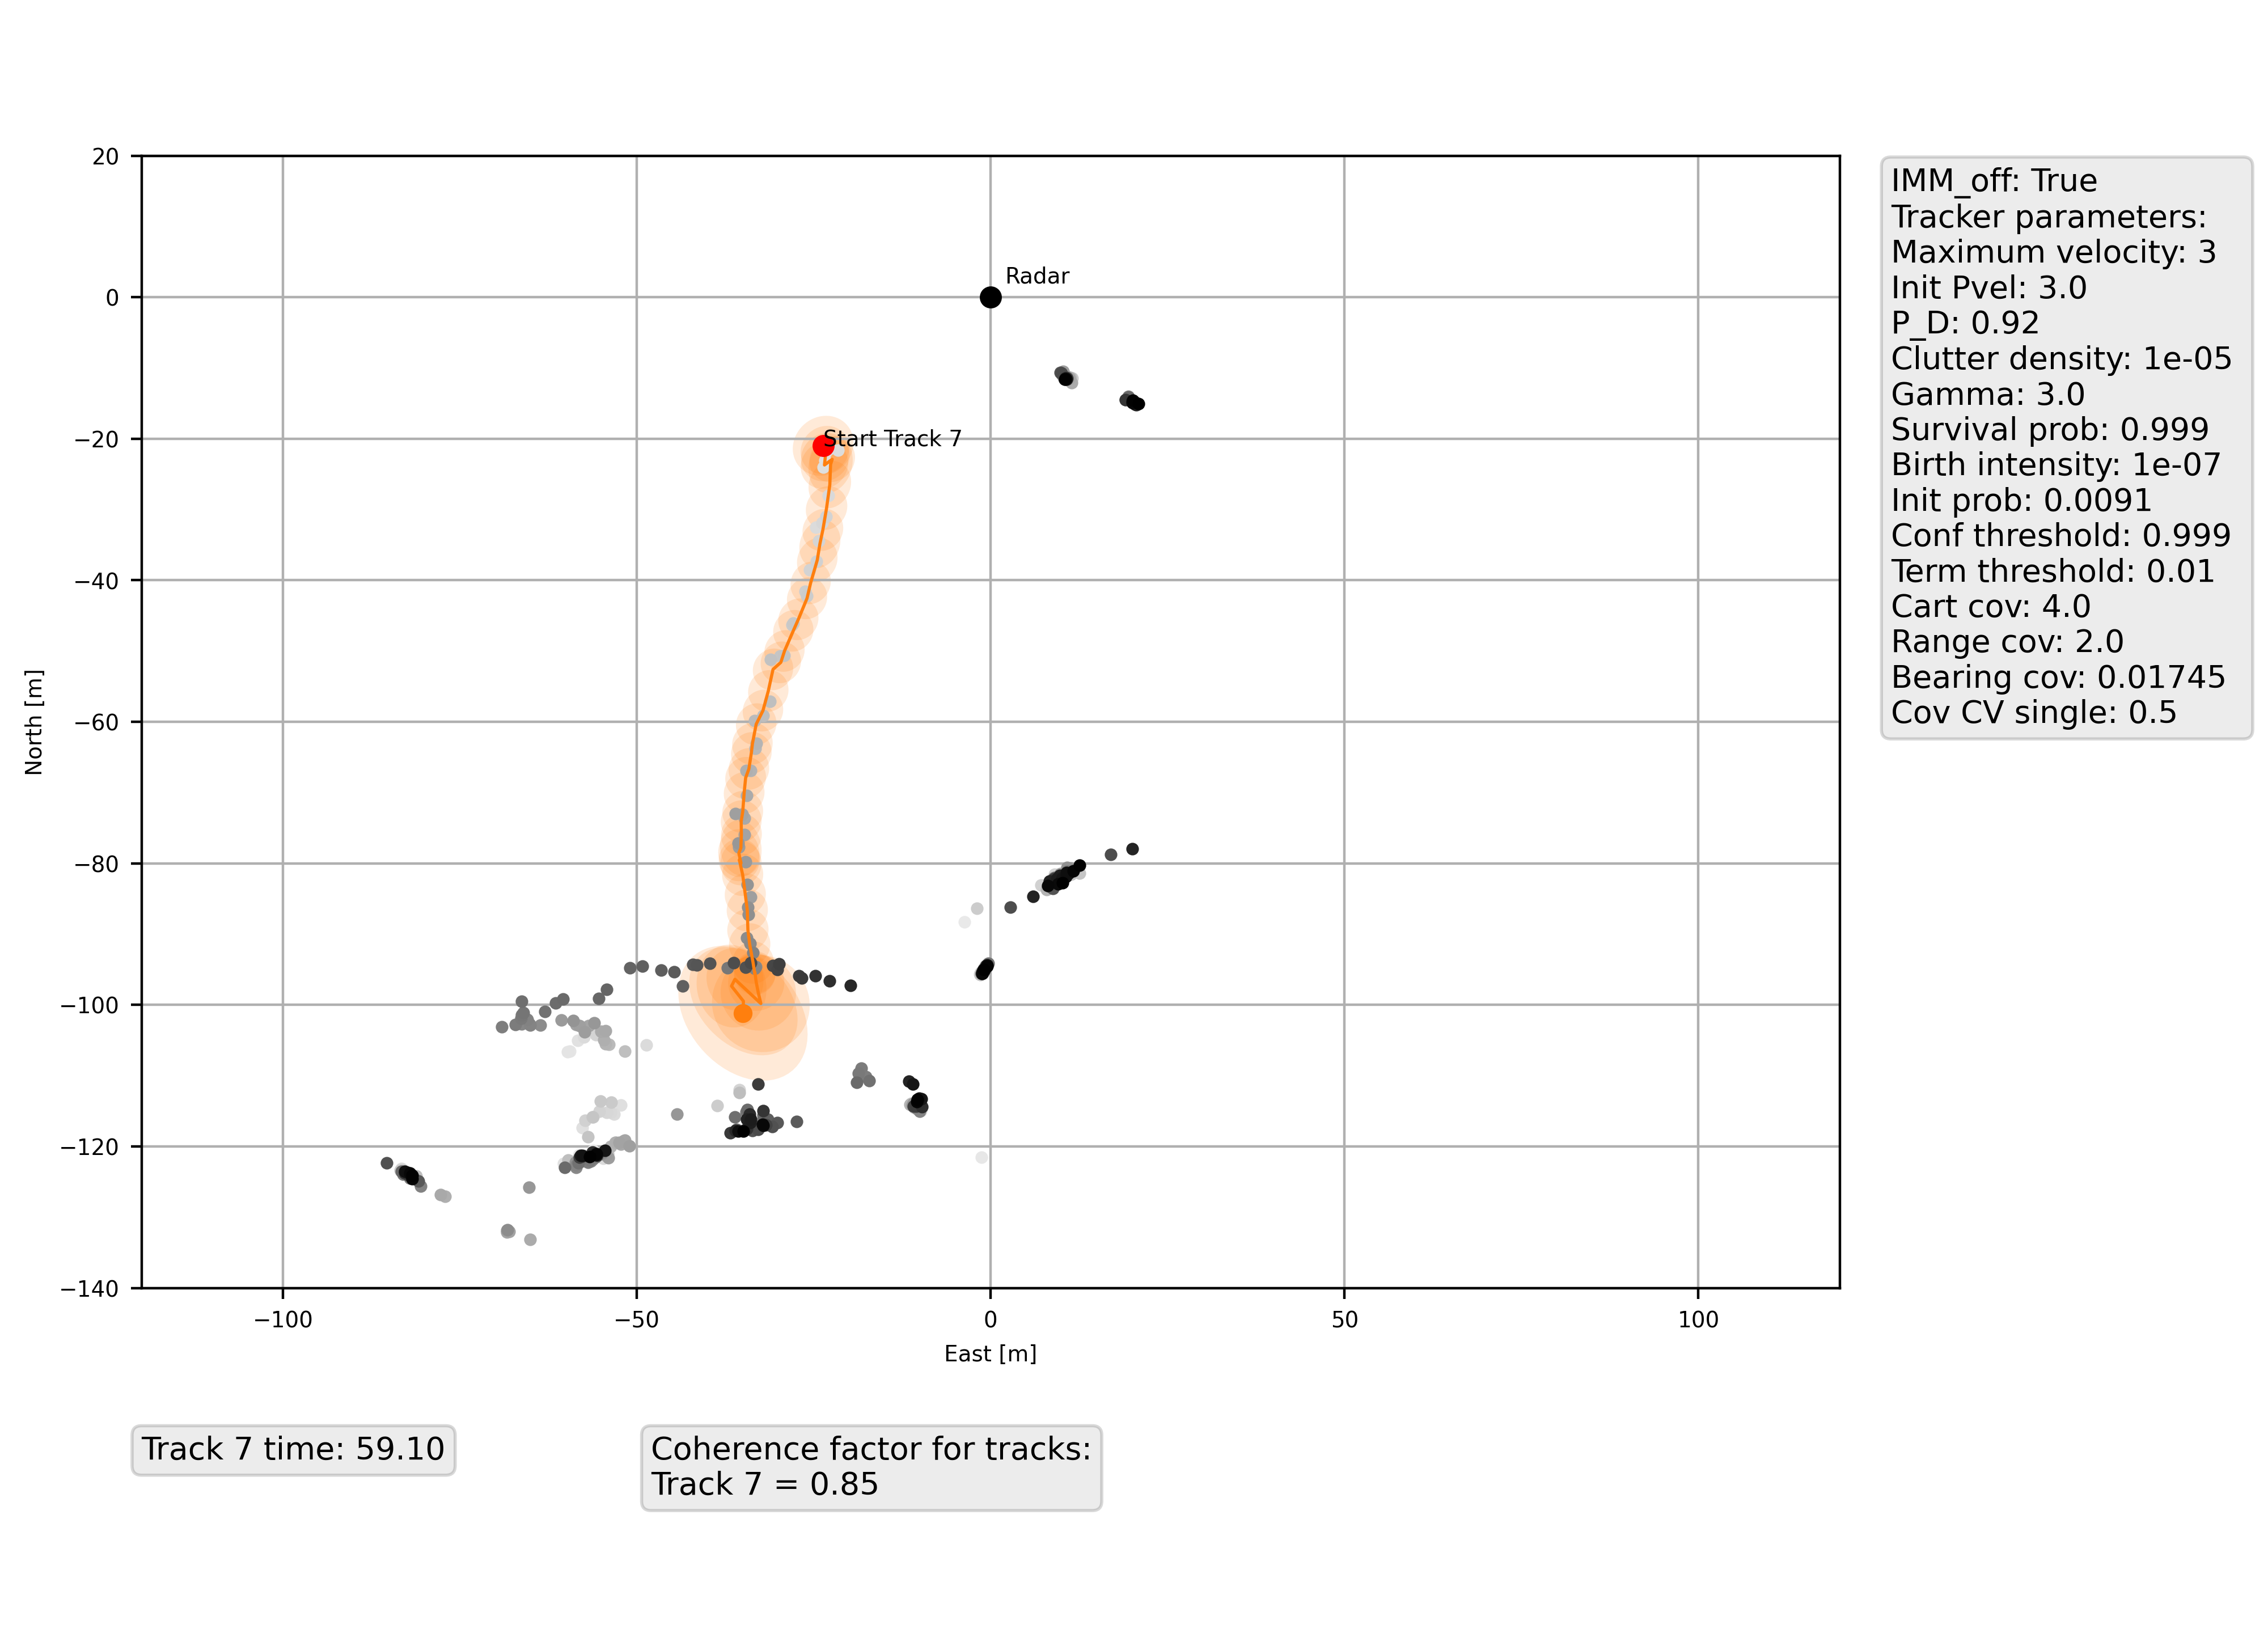 20
0
−20
−40
−60
−80
−100
−120
−140
North [m]
−100
−50
0
50
100
East [m]
Radar
Start Track 7
IMM_off: True
Tracker parameters:
Maximum velocity: 3
Init Pvel: 3.0
P_D: 0.92
Clutter density: 1e-05
Gamma: 3.0
Survival prob: 0.999
Birth intensity: 1e-07
Init prob: 0.0091
Conf threshold: 0.999
Term threshold: 0.01
Cart cov: 4.0
Range cov: 2.0
Bearing cov: 0.01745
Cov CV single: 0.5
Track 7 time: 59.10
Coherence factor for tracks:
Track 7 = 0.85